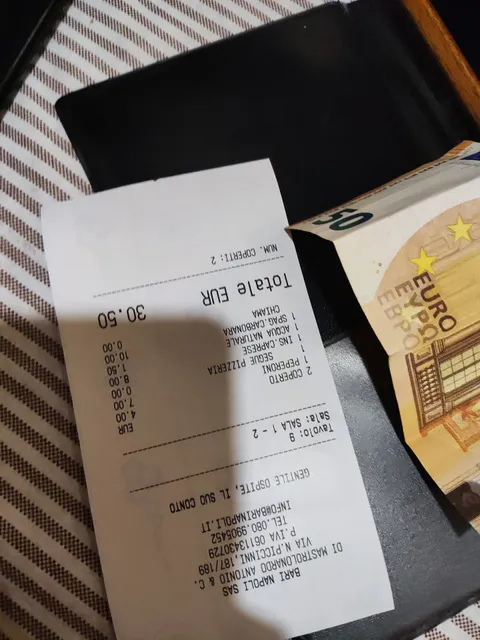 BARI NAPOLI SAS
DI MASTROLONARDO ANTONIO & C.
VIA N.PICCINNI,187/189
P.IVA 06113430729
TEL.080.9905452
INFO@BARINAPOLI.IT
GENTILE OSPITE, IL SUO CONTO
Tavolo: 9
Sala: SALA 1 - 2
EUR
2 COPERTO 4.00
1 PEPERONI 7.00
SEGUE PIZZERIA 0.00
1 INS.CAPRESE 8.00
1 ACQUA NATURALE 1.50
1 SPAG.CARBONARA 10.00
1 CHIAMA 0.00
Totale EUR 30.50
NUM. COPERTI: 2
50
EURO
ΕΥΡΩ
ЕВРО